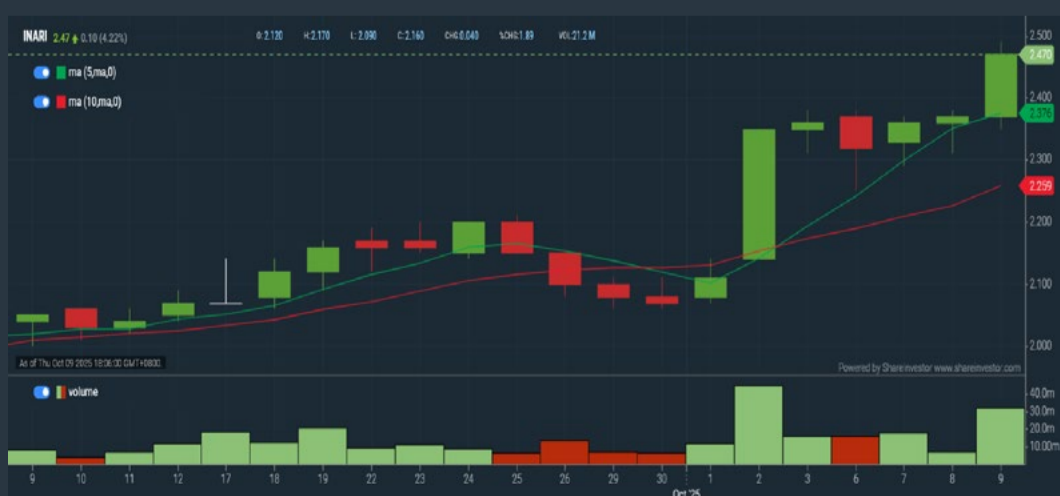 INARI 2.47 0.10 (4.22%) O:2.120 H:2.170 L:2.090 C:2.160 CHG:0.040 %CHG:1.89 VOL:21.2 M
ma (5,ma,0)
ma (10,ma,0)
2.500
2.470
2.400
2.376
2.300
2.259
2.200
2.100
2.000
As of Thu Oct 09 2025 18:06:00 GMT+0800
Powered by ShareInvestor www.shareinvestor.com
volume
40.0m
20.0m
10.00m
9 10 11 12 17 18 19 22 23 24 25 26 29 30 1 2 3 6 7 8 9
Oct '25